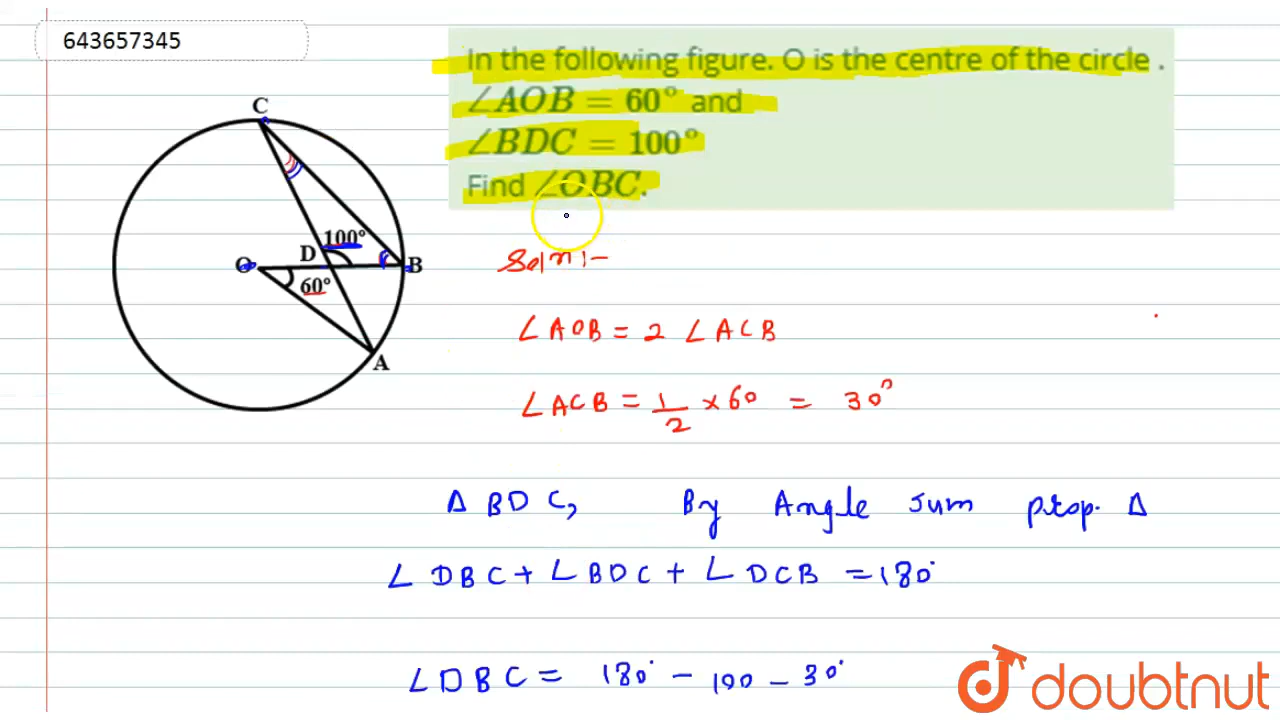 643657345
In the following figure. O is the centre of the circle .
∠AOB = 60° and
∠BDC = 100°
Find ∠OBC.
C
100°
D
O
B
60°
A
Soln:-
∠AOB = 2 ∠ACB
∠ACB = 1/2 × 60 = 30°
Δ BDC, By Angle sum prop. Δ
∠DBC + ∠BDC + ∠DCB = 180°
∠DBC = 180° - 100 - 30°
doubtnut